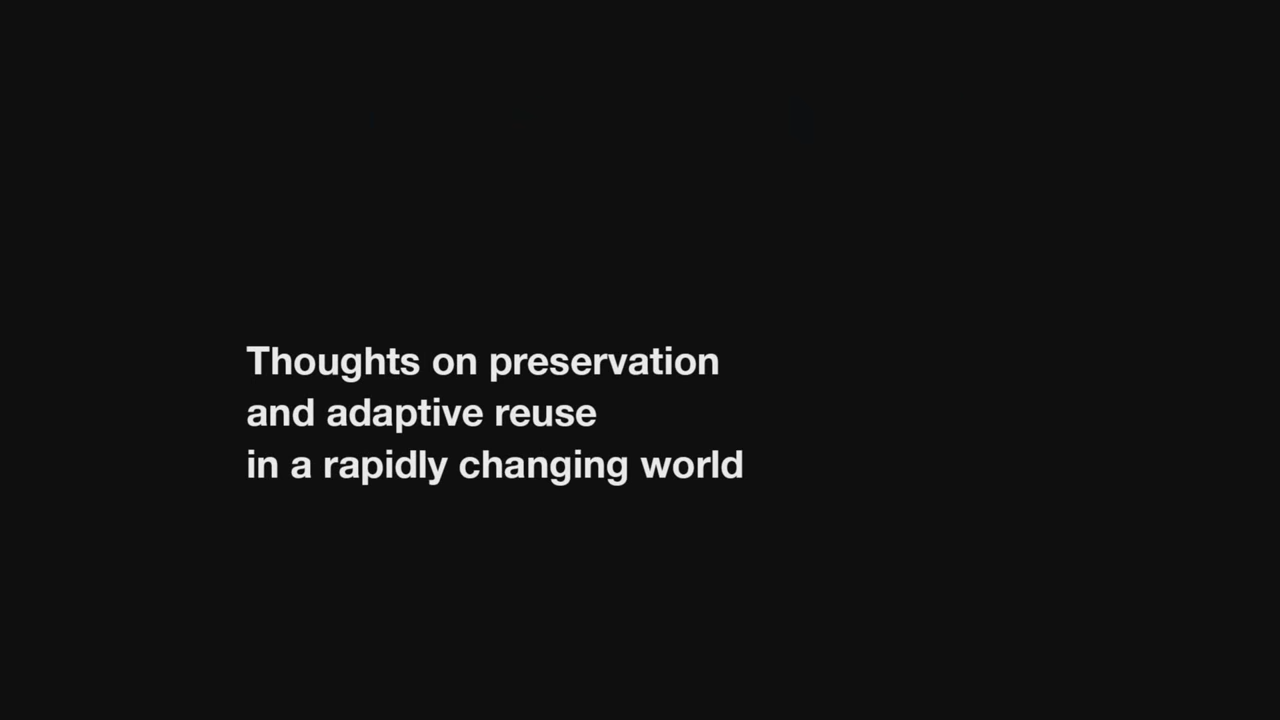 Thoughts on preservation
and adaptive reuse
in a rapidly changing world